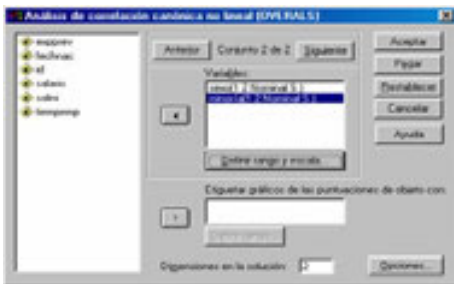 Análisis de correlación canónica no lineal (OVERALS)
expprev
fechnac
id
salario
salini
tiempemp
Anterior
Conjunto 2 de 2
Siguiente
Variables:
Definir rango y escala...
Etiquetar gráficos de las puntuaciones de objeto con:
Dimensiones en la solución:
Aceptar
Pegar
Restablecer
Cancelar
Ayuda
Opciones...